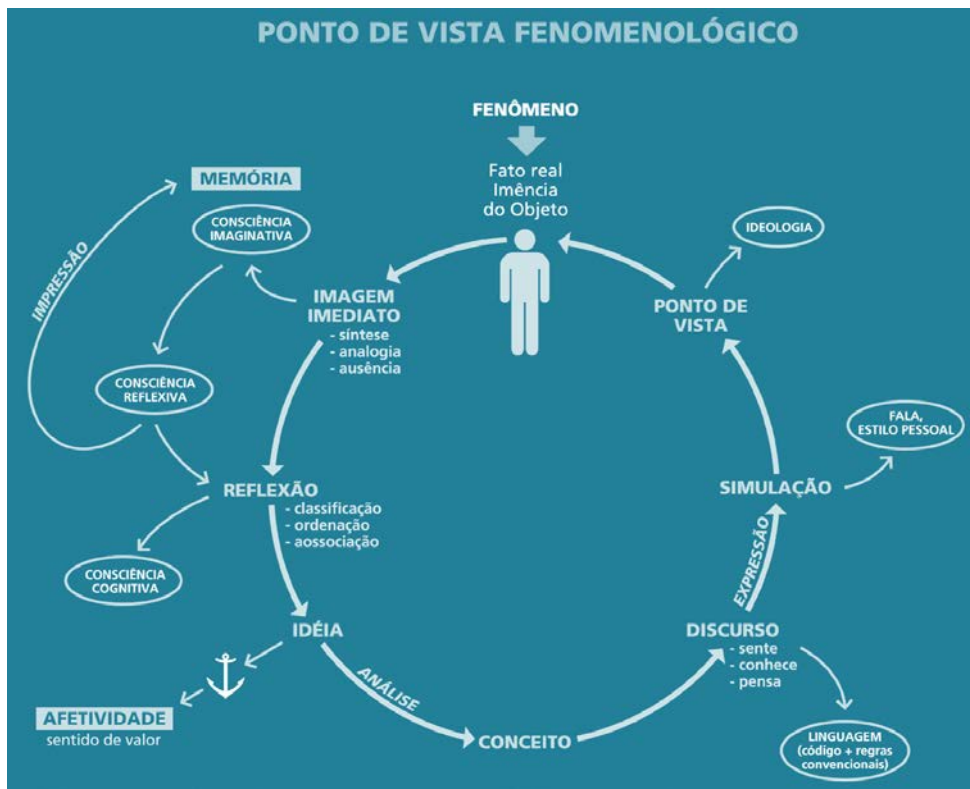 PONTO DE VISTA FENOMENOLÓGICO
FENÔMENO
Fato real
Imência
do Objeto
MEMÓRIA
CONSCIÊNCIA
IMAGINATIVA
IMPRESSÃO
IMAGEM
IMEDIATO
- síntese
- analogia
- ausência
CONSCIÊNCIA
REFLEXIVA
REFLEXÃO
- classificação
- ordenação
- aossociação
CONSCIÊNCIA
COGNITIVA
IDÉIA
AFETIVIDADE
sentido de valor
ANÁLISE
CONCEITO
DISCURSO
- sente
- conhece
- pensa
LINGUAGEM
(código + regras
convencionais)
EXPRESSÃO
SIMULAÇÃO
FALA,
ESTILO PESSOAL
PONTO DE
VISTA
IDEOLOGIA